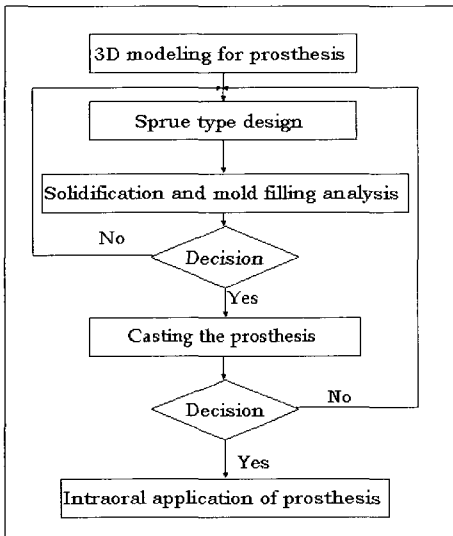 3D modeling for prosthesis
Sprue type design
Solidification and mold filling analysis
No
Decision
Yes
Casting the prosthesis
Decision
No
Yes
Intraoral application of prosthesis